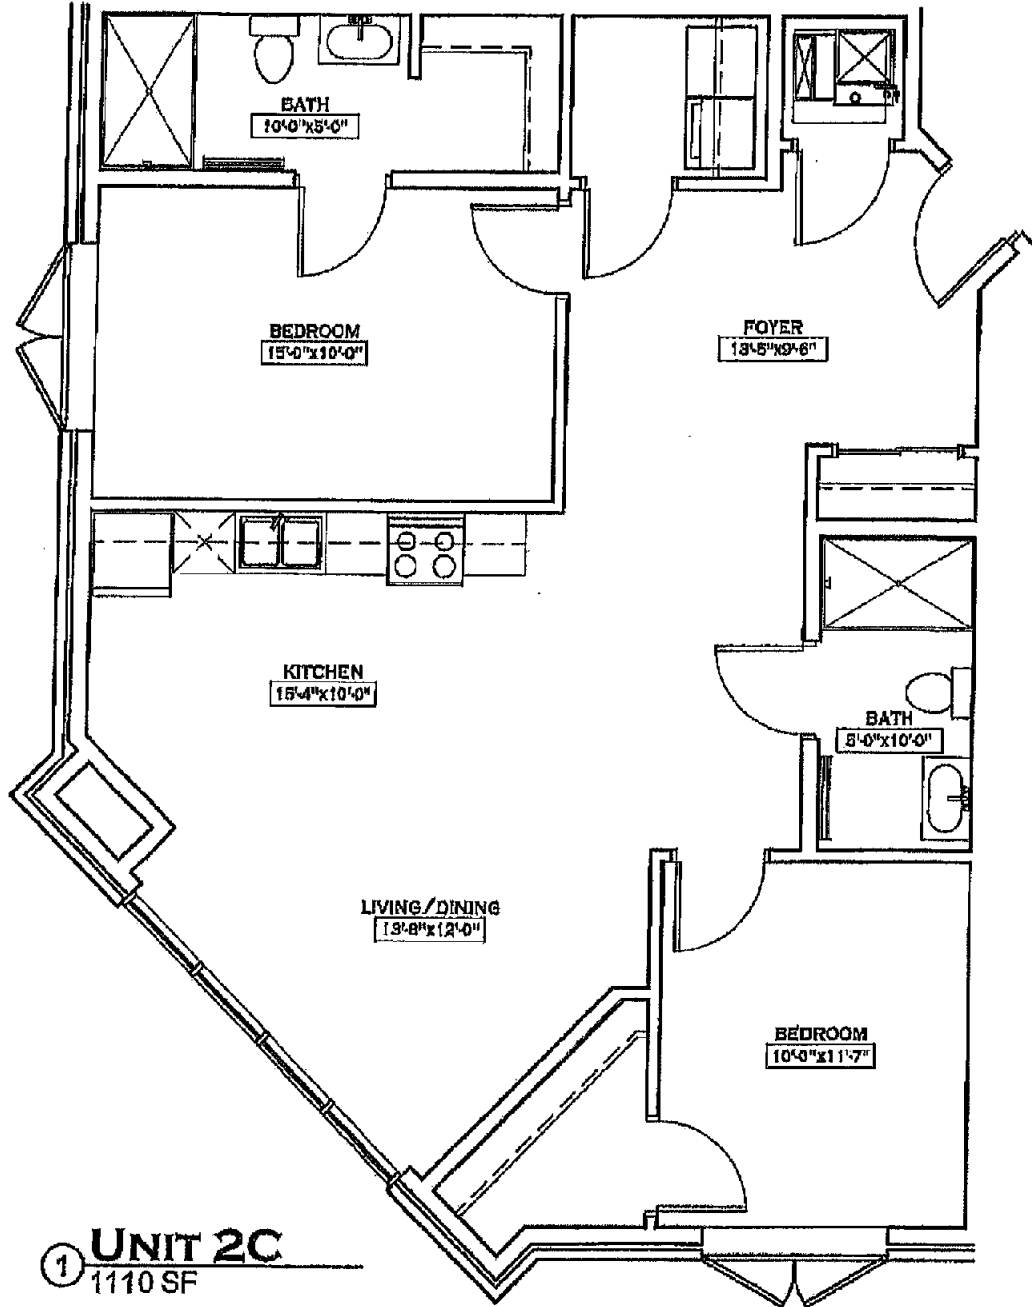 BATH
10'-0"x5'-0"
BEDROOM
15'-0"x10'-0"
FOYER
13'-5"x9'-6"
KITCHEN
15'-4"x10'-0"
BATH
5'-0"x10'-0"
LIVING/DINING
13'-8"x12'-0"
BEDROOM
10'-0"x11'-7"
1 UNIT 2C
1110 SF